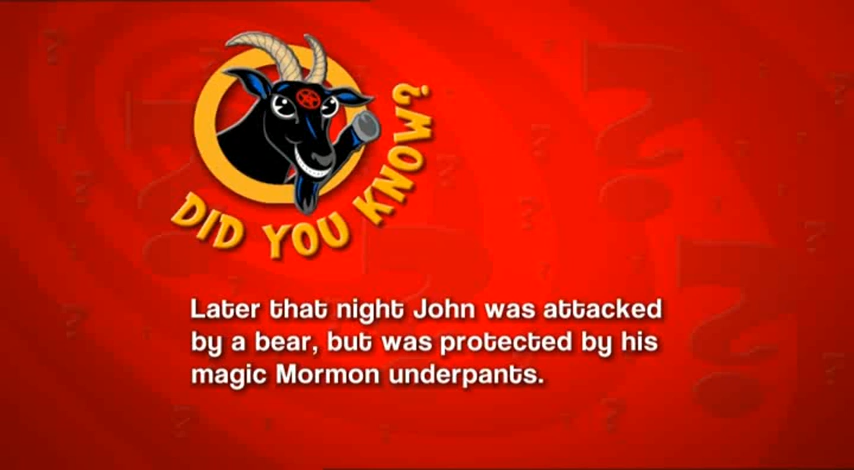 DID YOU KNOW?
Later that night John was attacked
by a bear, but was protected by his
magic Mormon underpants.